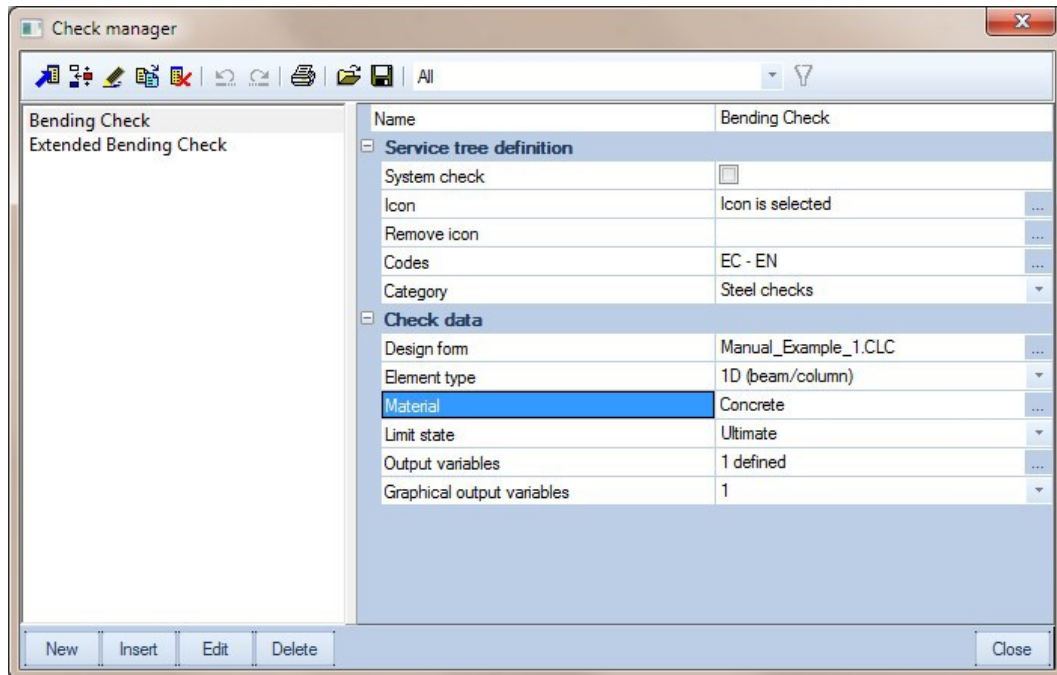 Check manager
All
Bending Check
Extended Bending Check
Name Bending Check
Service tree definition
System check
Icon Icon is selected ...
Remove icon ...
Codes EC - EN ...
Category Steel checks
Check data
Design form Manual_Example_1.CLC ...
Element type 1D (beam/column)
Material Concrete ...
Limit state Ultimate
Output variables 1 defined ...
Graphical output variables 1
New Insert Edit Delete Close